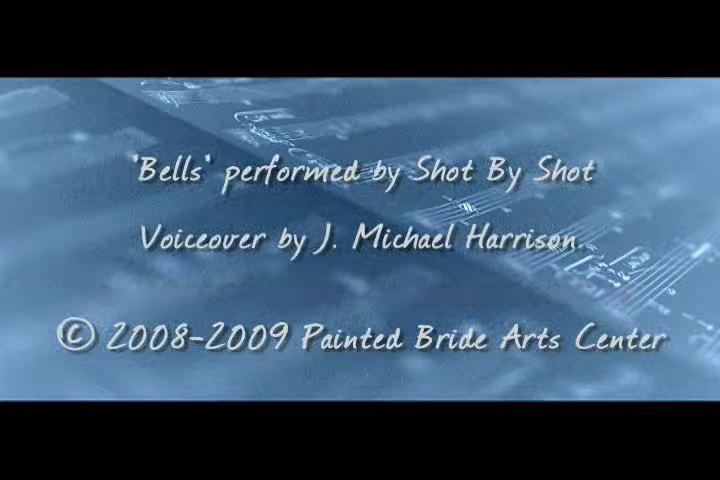 'Bells' performed by Shot By Shot
Voiceover by J. Michael Harrison
© 2008-2009 Painted Bride Arts Center